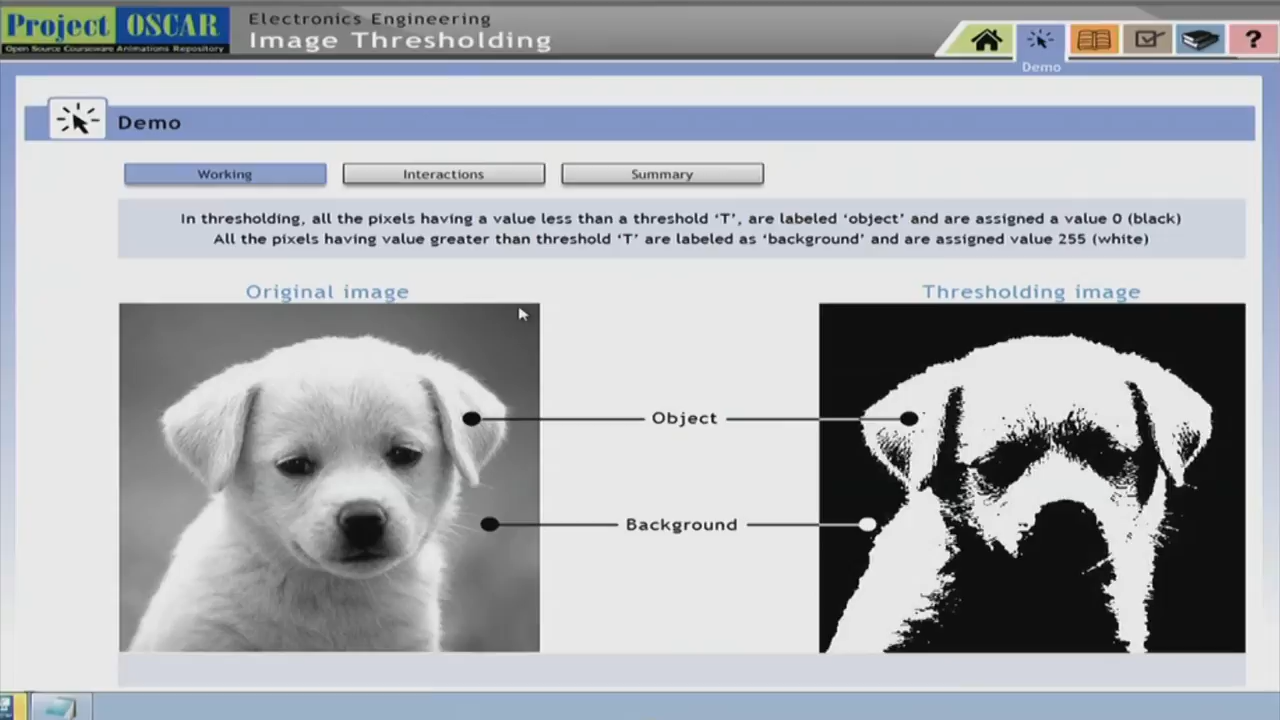 Project OSCAR
Open Source Courseware Animations Repository
Electronics Engineering
Image Thresholding
?
Demo
Demo
Working
Interactions
Summary
In thresholding, all the pixels having a value less than a threshold ‘T’, are labeled ‘object’ and are assigned a value 0 (black)
All the pixels having value greater than threshold ‘T’ are labeled as ‘background’ and are assigned value 255 (white)
Original image
Thresholding image
Object
Background